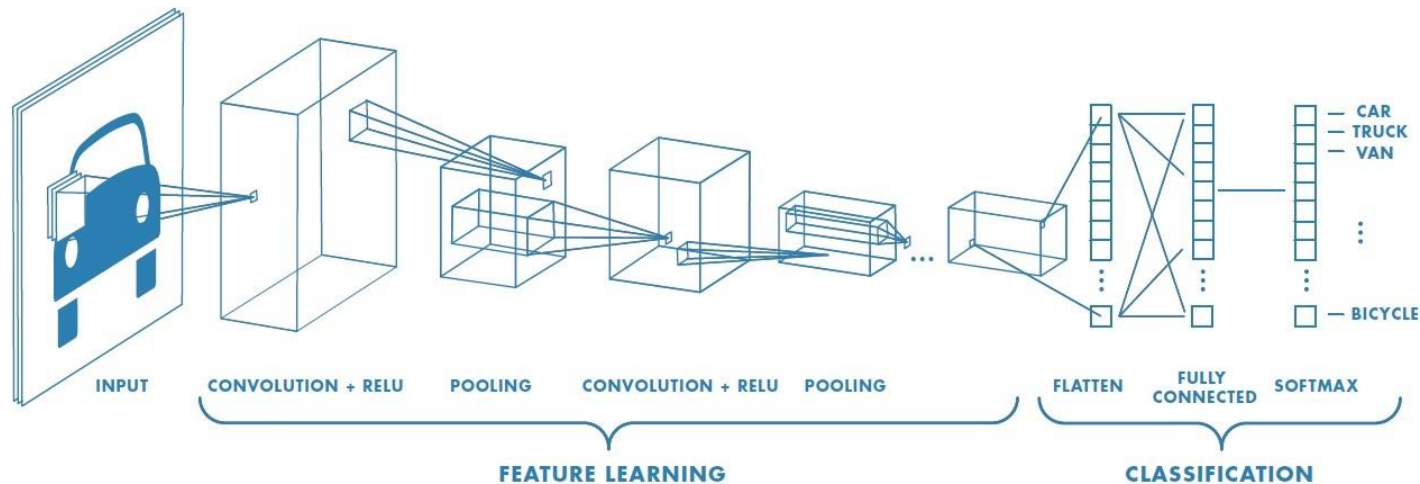 CAR
TRUCK
VAN
BICYCLE
INPUT
CONVOLUTION + RELU
POOLING
CONVOLUTION + RELU
POOLING
FLATTEN
FULLY
CONNECTED
SOFTMAX
FEATURE LEARNING
CLASSIFICATION